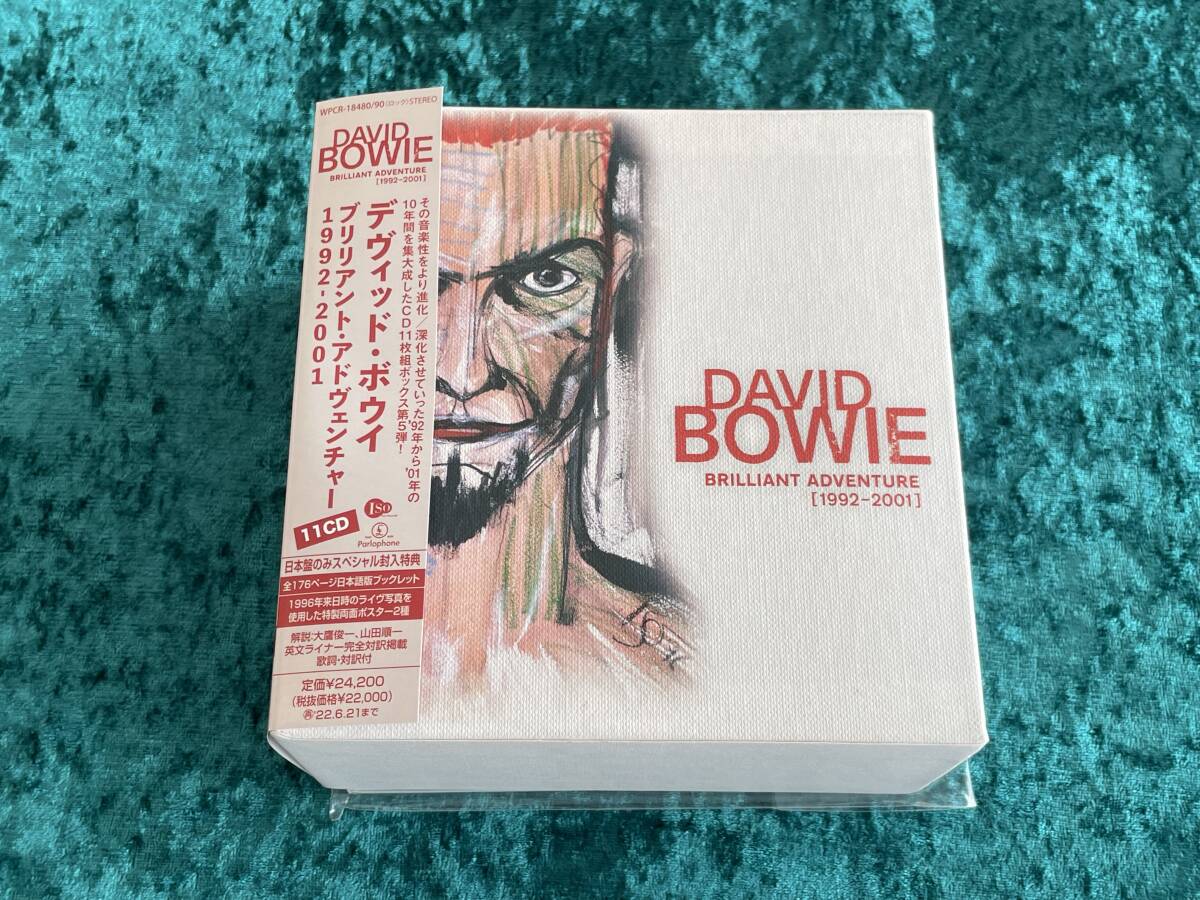 WPCR-18480/90 (ロック) STEREO
DAVID
BOWIE
BRILLIANT ADVENTURE
[1992-2001]
その音楽性をより進化／深化させていった'92年から'01年の
10年間を集大成したCD11枚組ボックス第5弾！
デヴィッド・ボウイ
ブリリアント・アドヴェンチャー
1992-2001
11CD
ISO
Parlophone
日本盤のみスペシャル封入特典
全176ページ日本語版ブックレット
1996年来日時のライヴ写真を
使用した特製両面ポスター2種
解説:大鷹俊一、山田順一
英文ライナー完全対訳掲載
歌詞・対訳付
定価¥24,200
(税抜価格¥22,000)
㋐'22.6.21まで
DAVID
BOWIE
BRILLIANT ADVENTURE
[1992-2001]